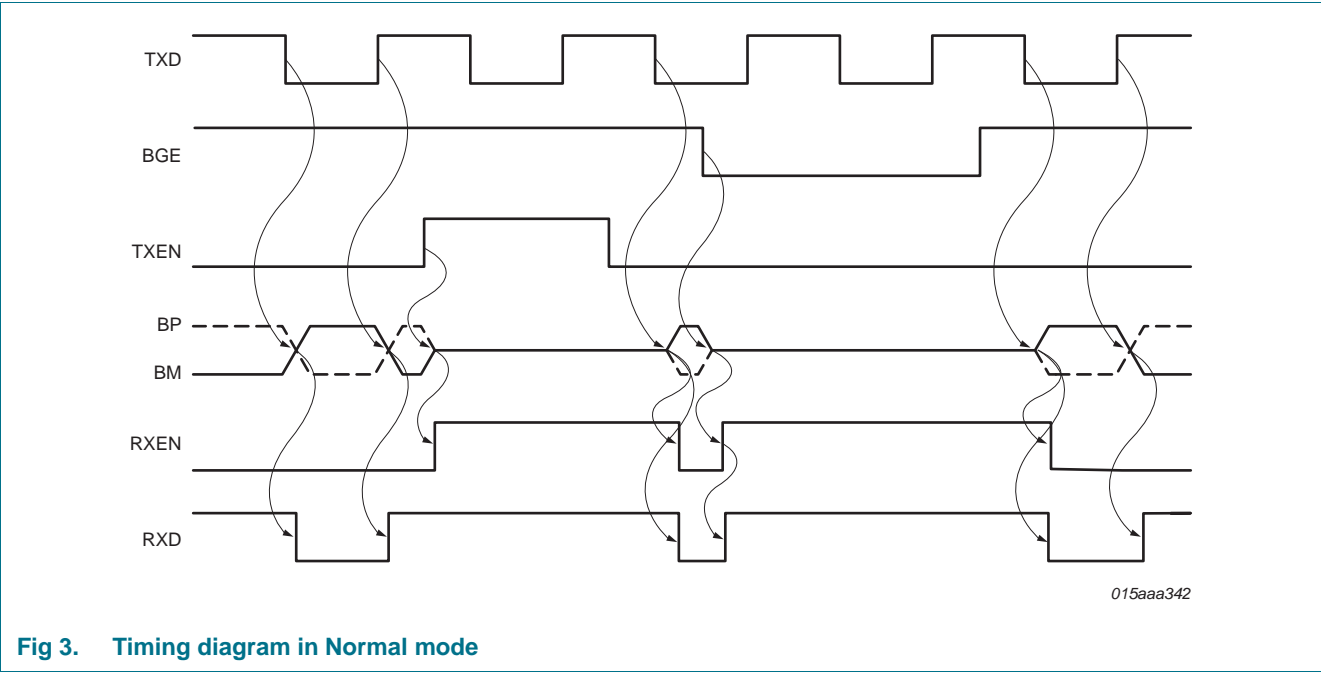 TXD
BGE
TXEN
BP
BM
RXEN
RXD
015aaa342
Fig 3. Timing diagram in Normal mode